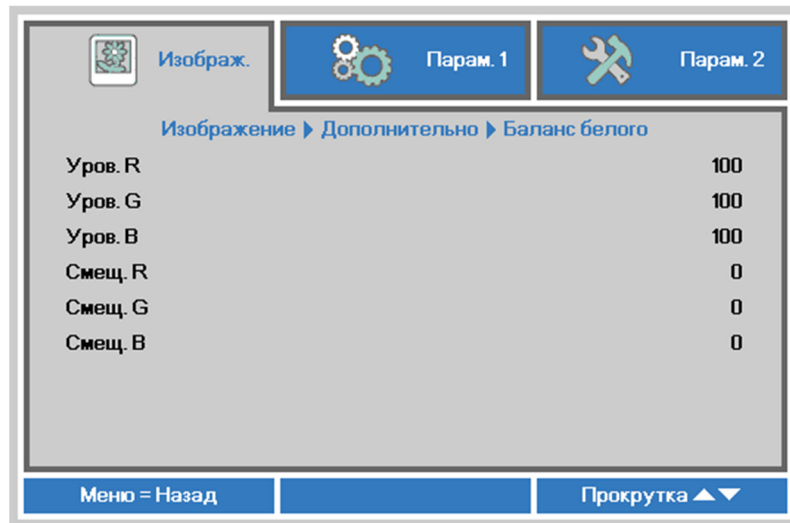 Изображ. Парам. 1 Парам. 2
Изображение ▶ Дополнительно ▶ Баланс белого
Уров. R 100
Уров. G 100
Уров. B 100
Смещ. R 0
Смещ. G 0
Смещ. B 0
Меню = Назад Прокрутка ▲▼